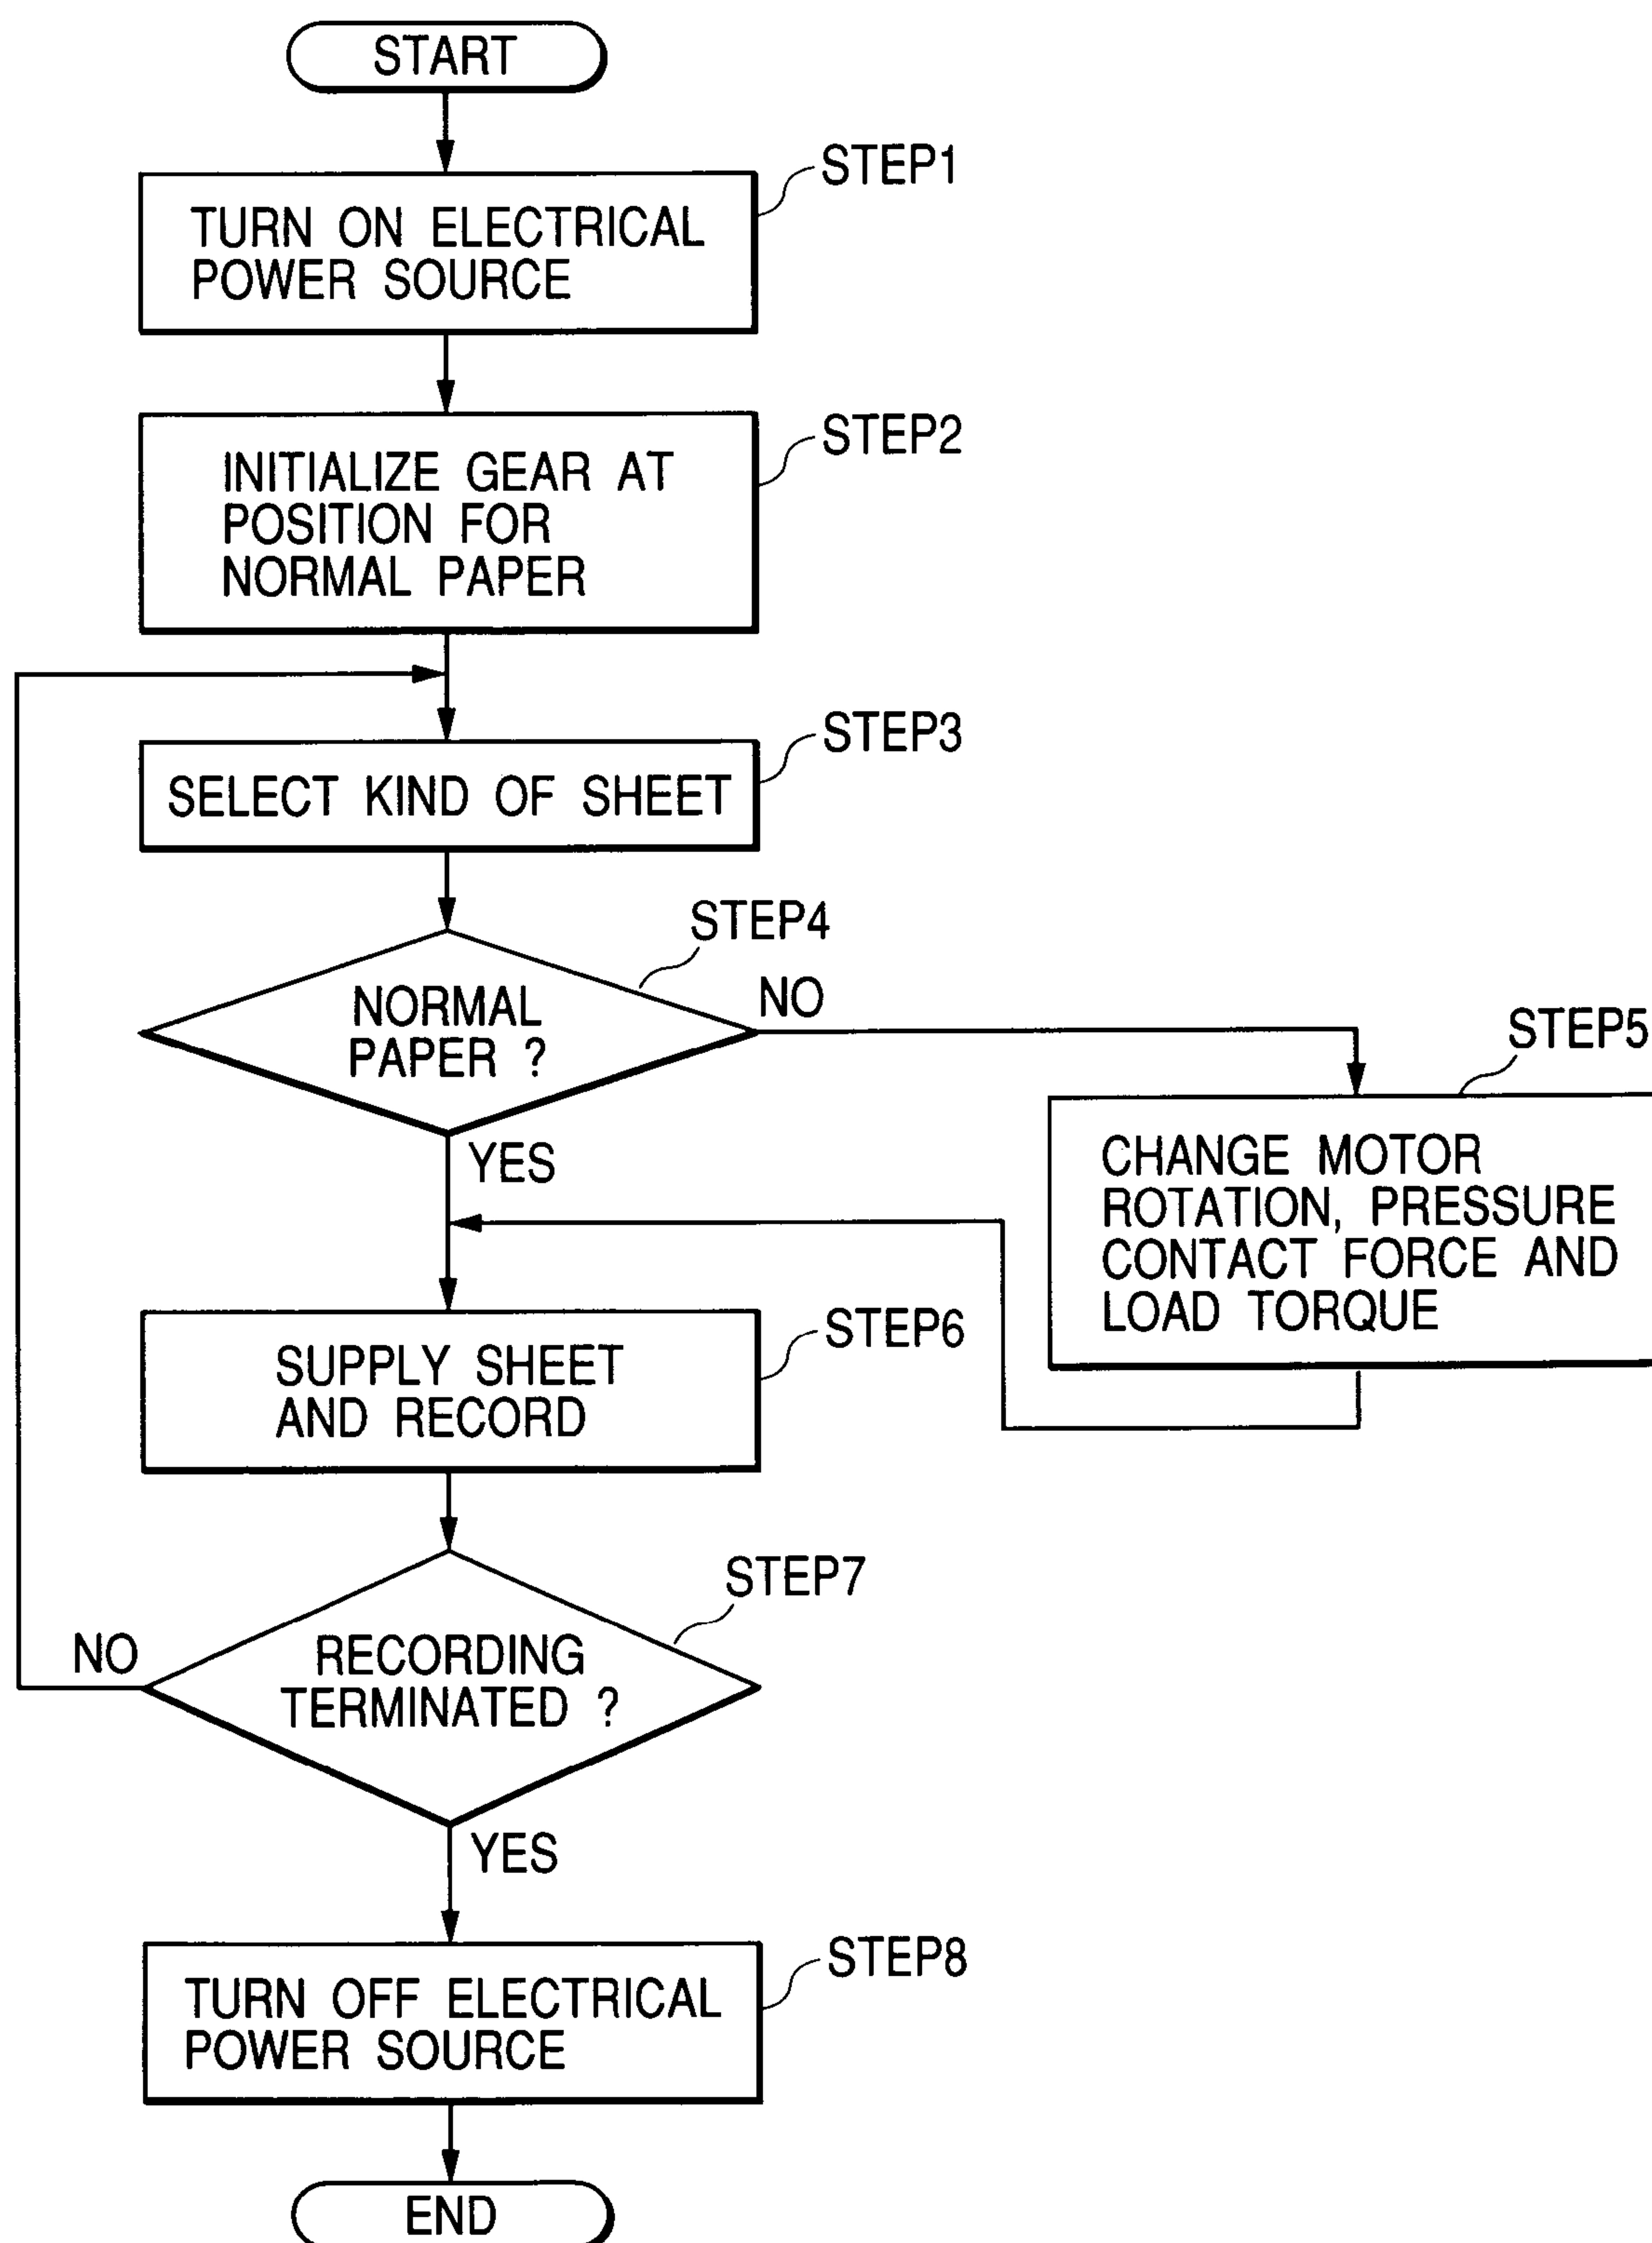 START
STEP1
TURN ON ELECTRICAL
POWER SOURCE
STEP2
INITIALIZE GEAR AT
POSITION FOR
NORMAL PAPER
STEP3
SELECT KIND OF SHEET
STEP4
NORMAL
PAPER ?
NO
YES
STEP5
CHANGE MOTOR
ROTATION, PRESSURE
CONTACT FORCE AND
LOAD TORQUE
STEP6
SUPPLY SHEET
AND RECORD
STEP7
RECORDING
TERMINATED ?
NO
YES
STEP8
TURN OFF ELECTRICAL
POWER SOURCE
END